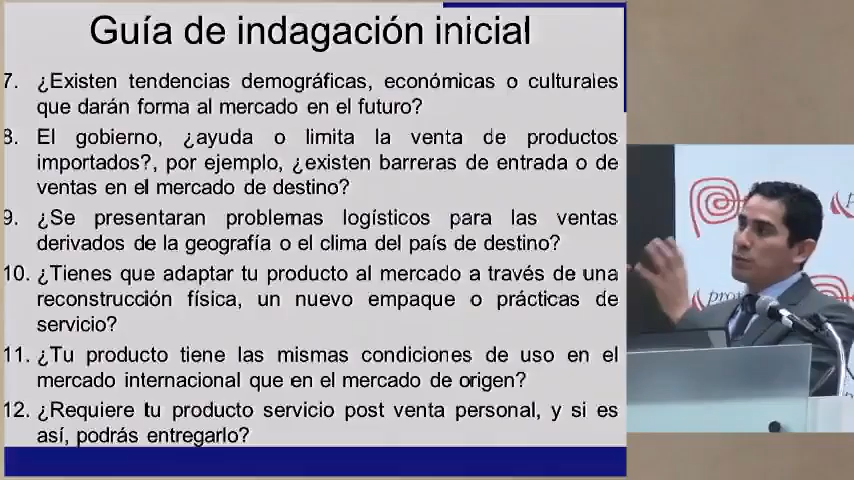 Guía de indagación inicial
7. ¿Existen tendencias demográficas, económicas o culturales
que darán forma al mercado en el futuro?
8. El gobierno, ¿ayuda o limita la venta de productos
importados?, por ejemplo, ¿existen barreras de entrada o de
ventas en el mercado de destino?
9. ¿Se presentaran problemas logísticos para las ventas
derivados de la geografía o el clima del país de destino?
10. ¿Tienes que adaptar tu producto al mercado a través de una
reconstrucción física, un nuevo empaque o prácticas de
servicio?
11. ¿Tu producto tiene las mismas condiciones de uso en el
mercado internacional que en el mercado de origen?
12. ¿Requiere tu producto servicio post venta personal, y si es
así, podrás entregarlo?